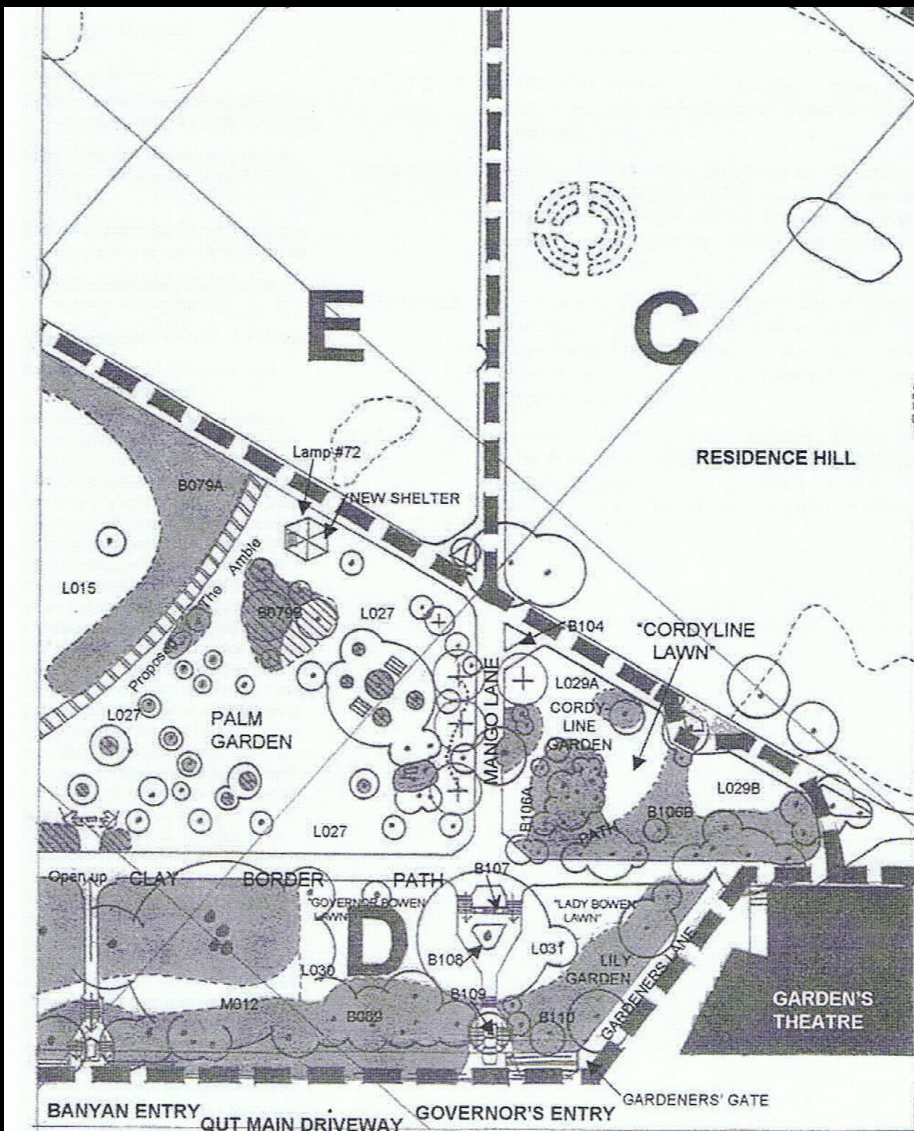 E
C
RESIDENCE HILL
Lamp #72
NEW SHELTER
B079A
L015
Proposed The Amble
B079B
L027
B104
"CORDYLINE
LAWN"
MANGO LANE
L029A
CORDY-
LINE
GARDEN
L027
PALM
GARDEN
L029B
B106A
B106B
PATH
L027
Open up
CLAY BORDER PATH
B107
"GOVERNOR BOWEN
LAWN"
"LADY BOWEN
LAWN"
D
B108
L031
L030
LILY
GARDEN
GARDENERS LANE
M012
B089
B109
B110
GARDEN'S
THEATRE
GARDENERS' GATE
BANYAN ENTRY
QUT MAIN DRIVEWAY
GOVERNOR'S ENTRY